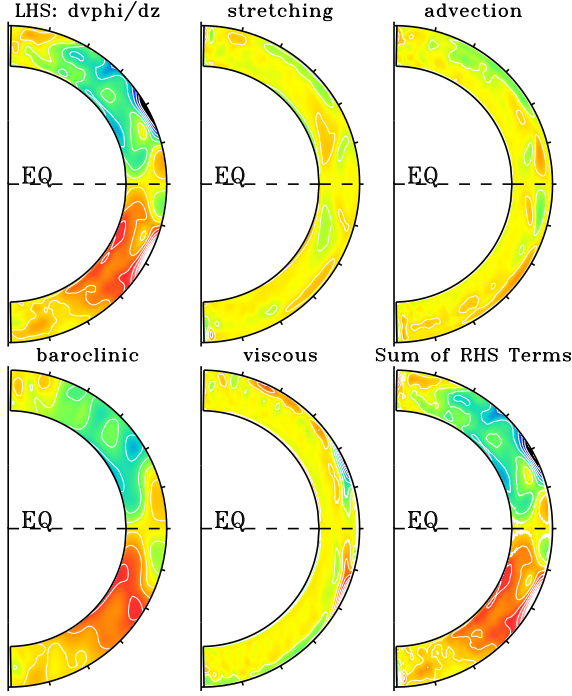 LHS: dvphi/dz stretching advection
EQ EQ EQ
baroclinic viscous Sum of RHS Terms
EQ EQ EQ